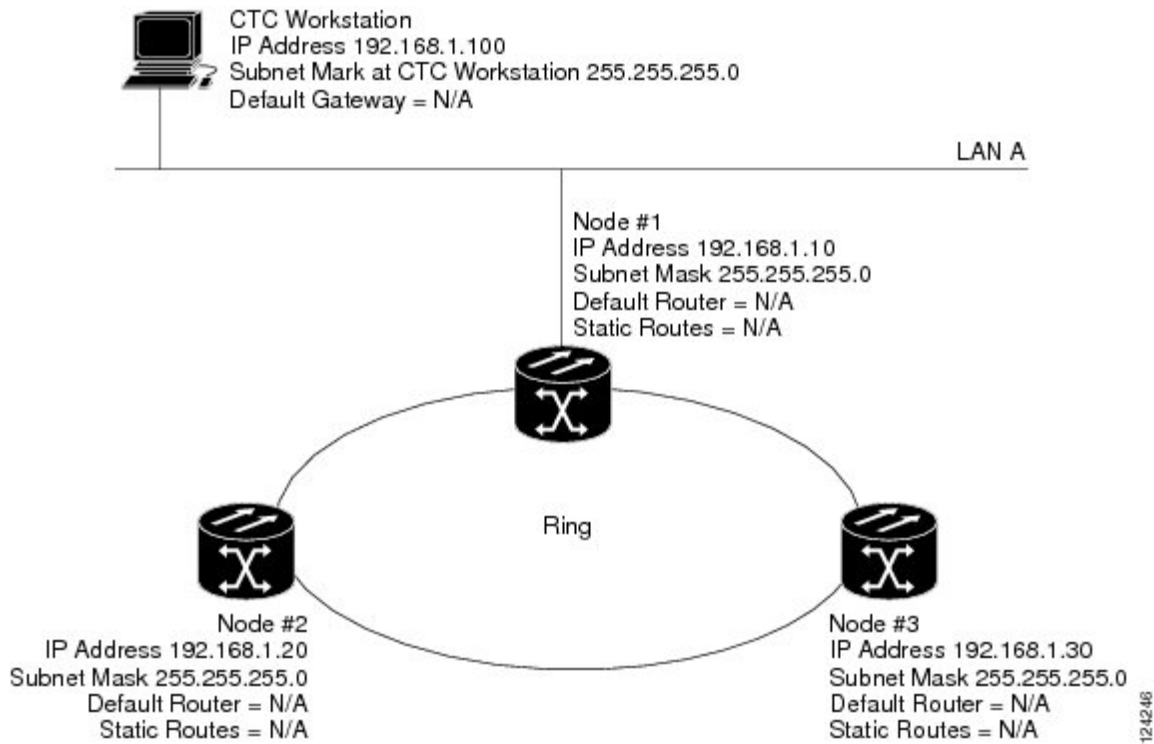 CTC Workstation
IP Address 192.168.1.100
Subnet Mark at CTC Workstation 255.255.255.0
Default Gateway = N/A
LAN A
Node #1
IP Address 192.168.1.10
Subnet Mask 255.255.255.0
Default Router = N/A
Static Routes = N/A
Ring
Node #2
IP Address 192.168.1.20
Subnet Mask 255.255.255.0
Default Router = N/A
Static Routes = N/A
Node #3
IP Address 192.168.1.30
Subnet Mask 255.255.255.0
Default Router = N/A
Static Routes = N/A
124246